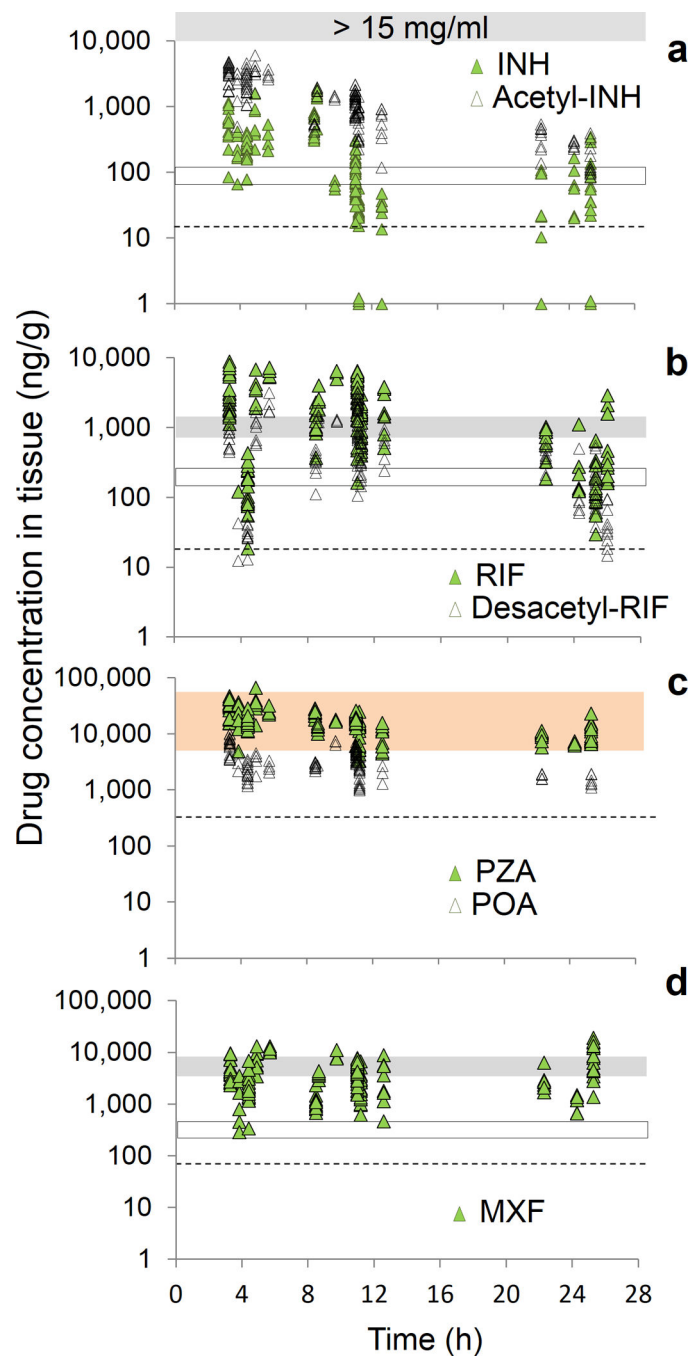 > 15 mg/ml
a
10,000
INH
1,000
Acetyl-INH
100
10
1
b
10,000
1,000
100
10
RIF
Desacetyl-RIF
1
c
100,000
10,000
1,000
100
PZA
10
POA
1
d
100,000
10,000
1,000
100
10
MXF
1
0 4 8 12 16 20 24 28
Time (h)
Drug concentration in tissue (ng/g)